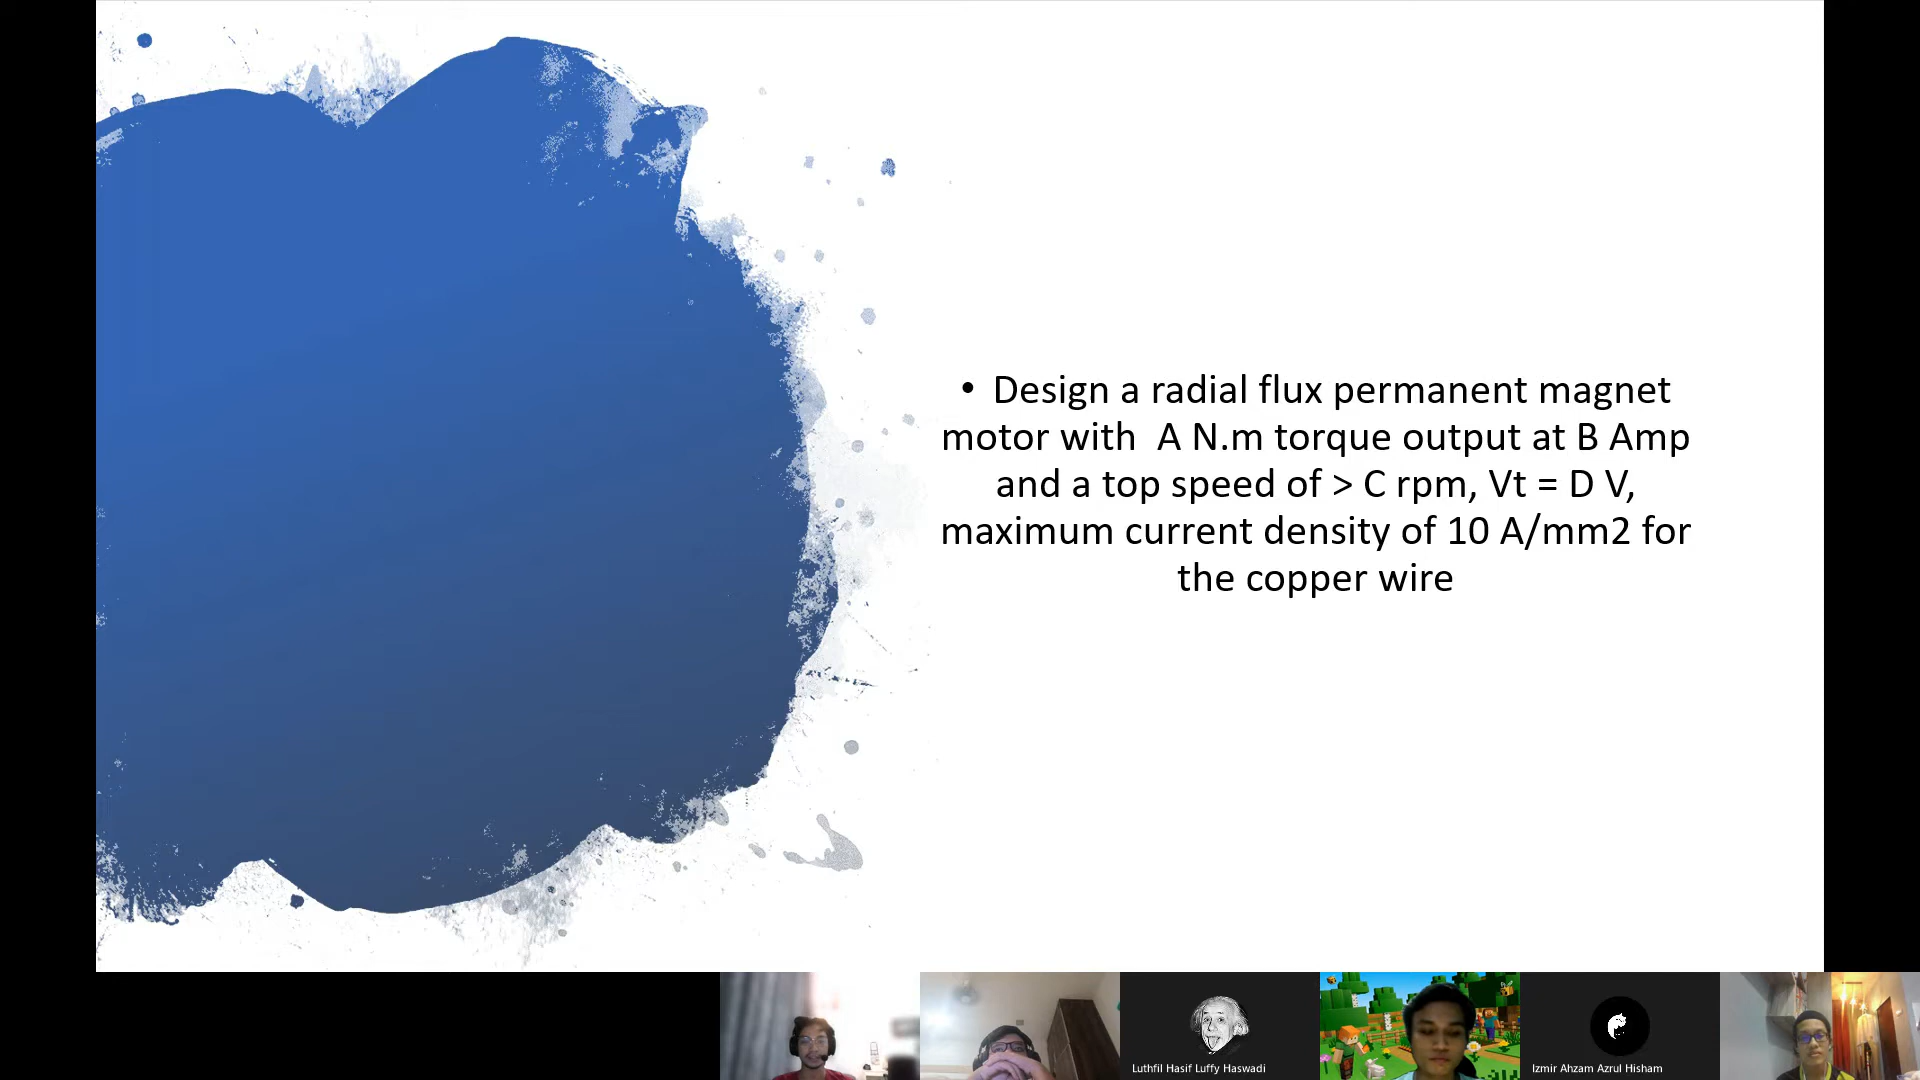 • Design a radial flux permanent magnet
motor with  A N.m torque output at B Amp
and a top speed of > C rpm, Vt = D V,
maximum current density of 10 A/mm2 for
the copper wire
Luthfil Hasif Luffy Haswadi
Izmir Ahzam Azrul Hisham